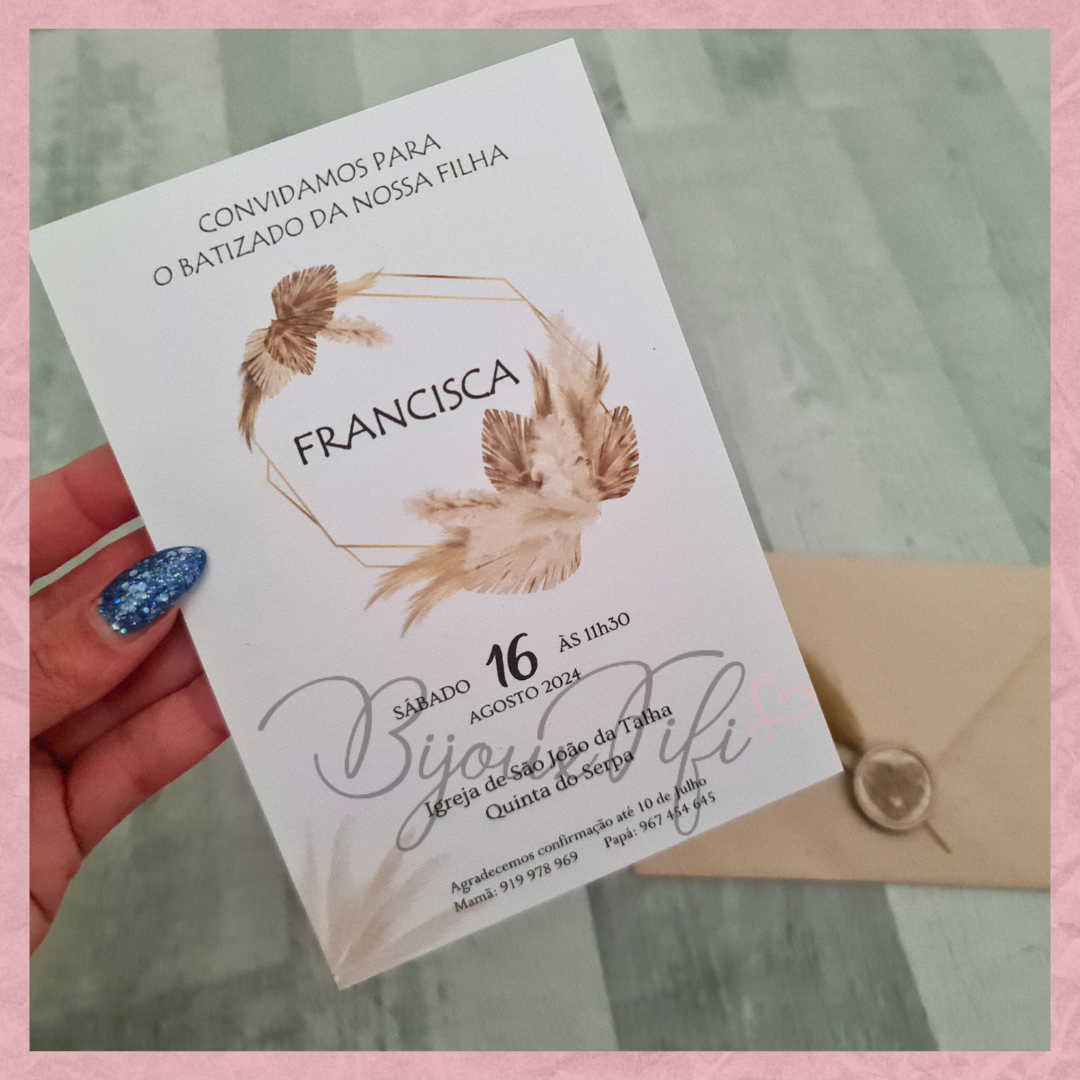 CONVIDAMOS PARA
O BATIZADO DA NOSSA FILHA
FRANCISCA
SÁBADO 16 ÀS 11h30
AGOSTO 2024
BijouxVifi
Igreja de São João da Talha
Quinta do Serpa
Agradecemos confirmação até 10 de Julho
Mamã: 919 978 969 Papá: 967 454 645